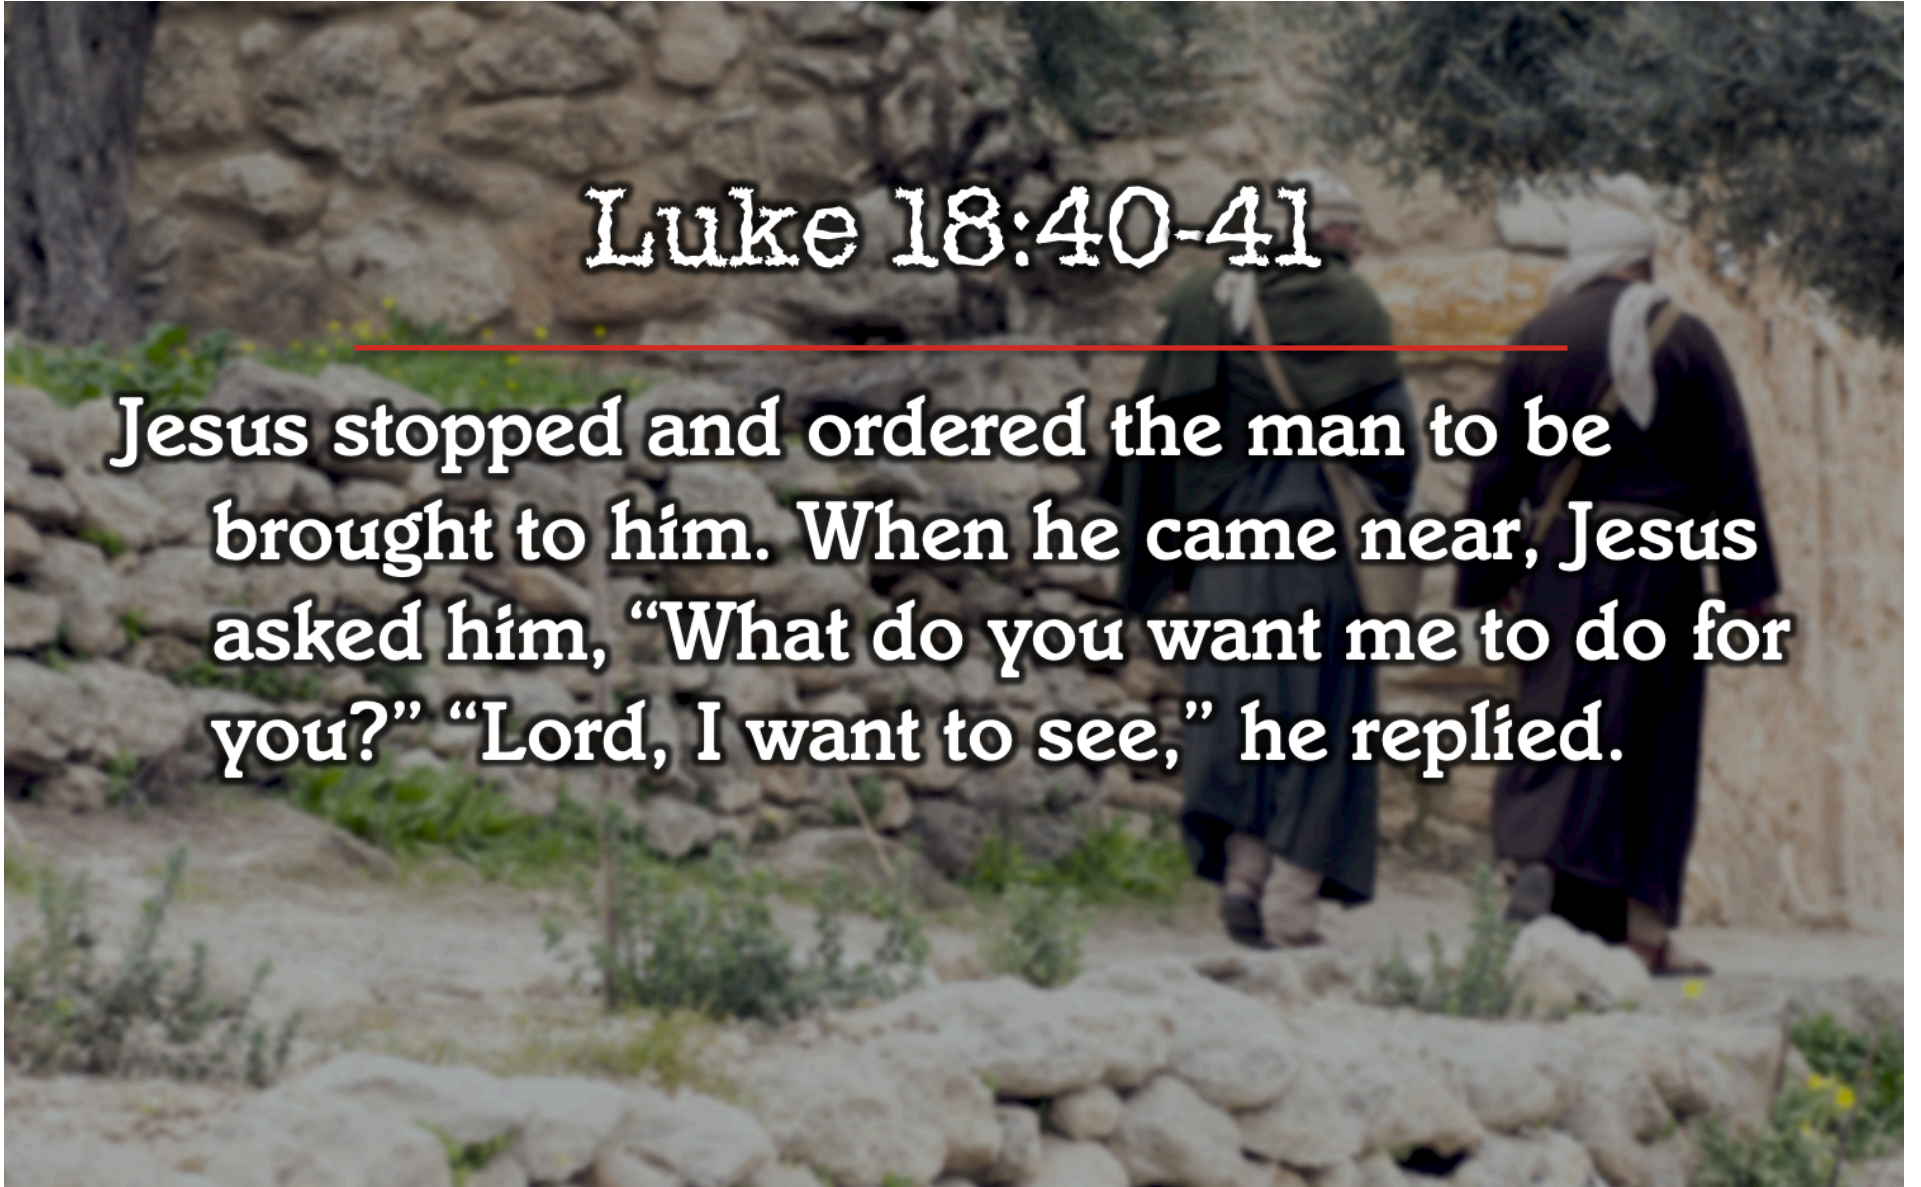 Luke 18:40-41
Jesus stopped and ordered the man to be
brought to him. When he came near, Jesus
asked him, “What do you want me to do for
you?” “Lord, I want to see,” he replied.